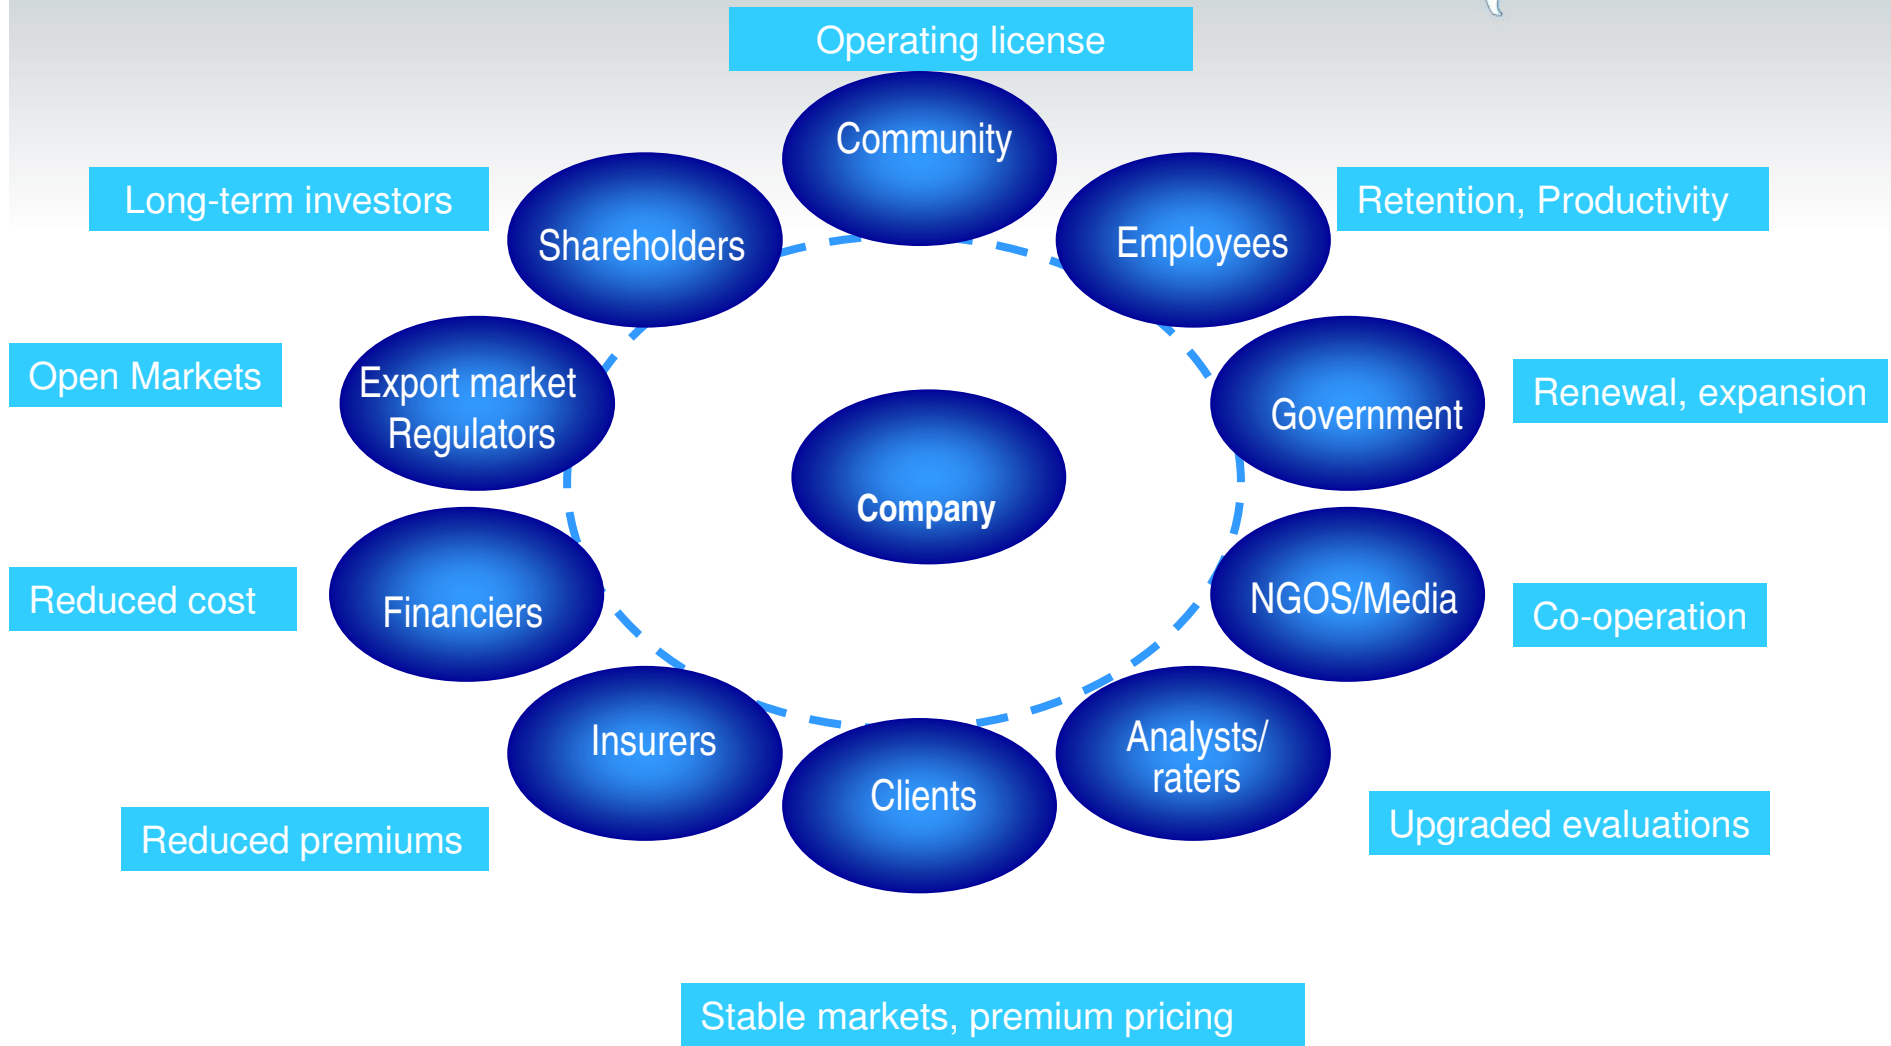 Operating license
Community
Long-term investors
Shareholders
Employees
Retention, Productivity
Open Markets
Export market
Regulators
Government
Renewal, expansion
Company
Reduced cost
Financiers
NGOS/Media
Co-operation
Insurers
Clients
Analysts/
raters
Reduced premiums
Upgraded evaluations
Stable markets, premium pricing